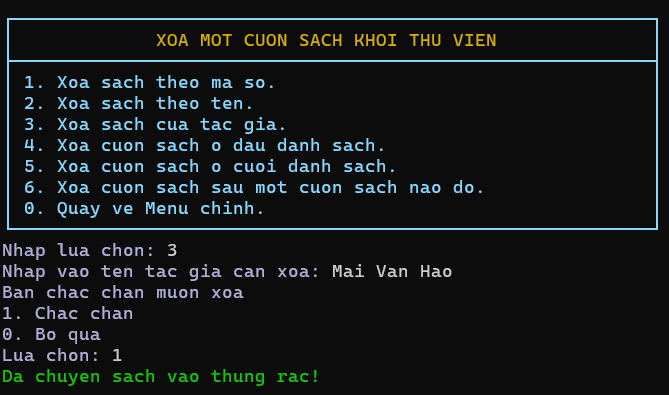 XOA MOT CUON SACH KHOI THU VIEN
1. Xoa sach theo ma so.
2. Xoa sach theo ten.
3. Xoa sach cua tac gia.
4. Xoa cuon sach o dau danh sach.
5. Xoa cuon sach o cuoi danh sach.
6. Xoa cuon sach sau mot cuon sach nao do.
0. Quay ve Menu chinh.
Nhap lua chon: 3
Nhap vao ten tac gia can xoa: Mai Van Hao
Ban chac chan muon xoa
1. Chac chan
0. Bo qua
Lua chon: 1
Da chuyen sach vao thung rac!